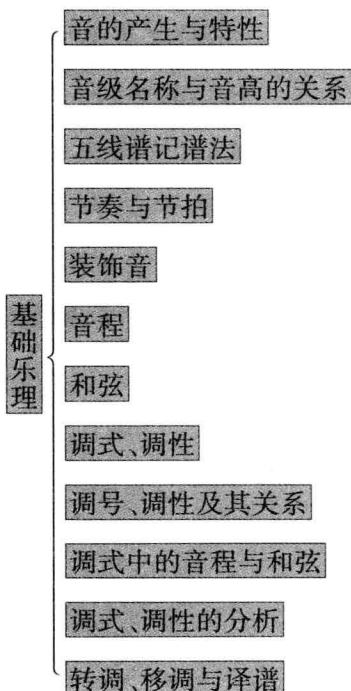 基础乐理
音的产生与特性
音级名称与音高的关系
五线谱记谱法
节奏与节拍
装饰音
音程
和弦
调式、调性
调号、调性及其关系
调式中的音程与和弦
调式、调性的分析
转调、移调与译谱